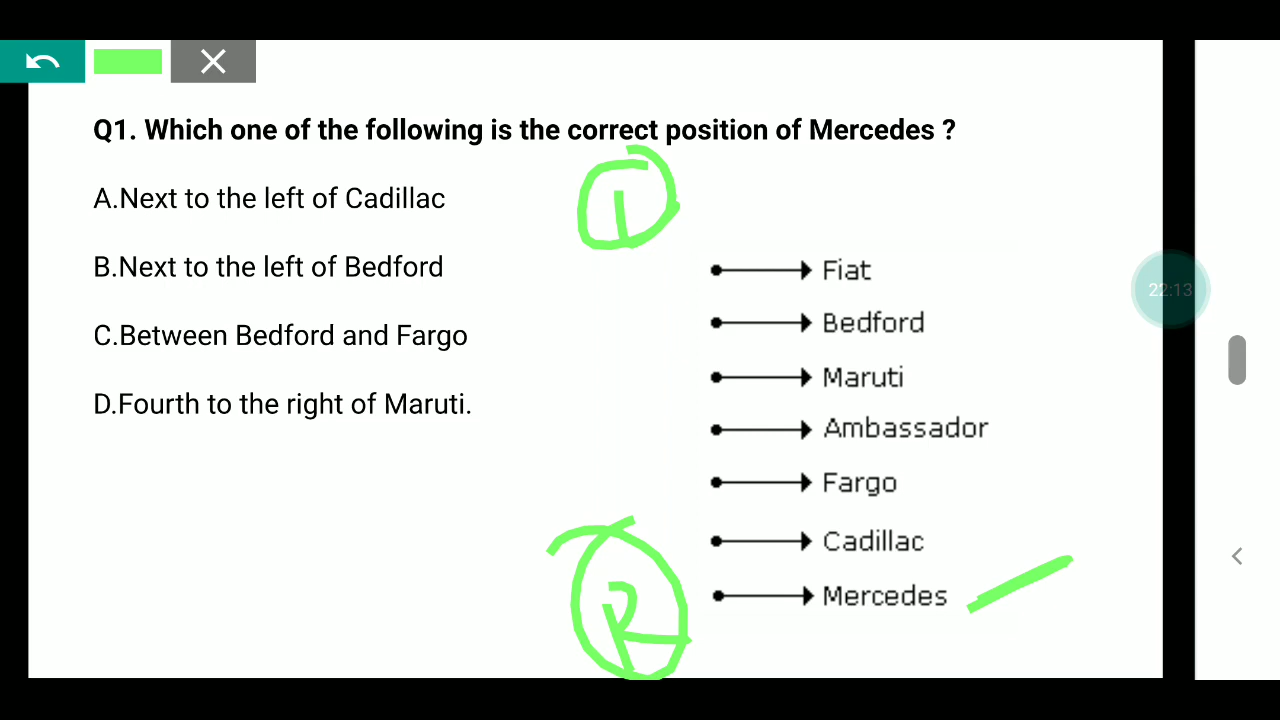 Q1. Which one of the following is the correct position of Mercedes ?
A.Next to the left of Cadillac
B.Next to the left of Bedford
C.Between Bedford and Fargo
D.Fourth to the right of Maruti.
L
Fiat
Bedford
Maruti
Ambassador
Fargo
Cadillac
Mercedes
R
22:13